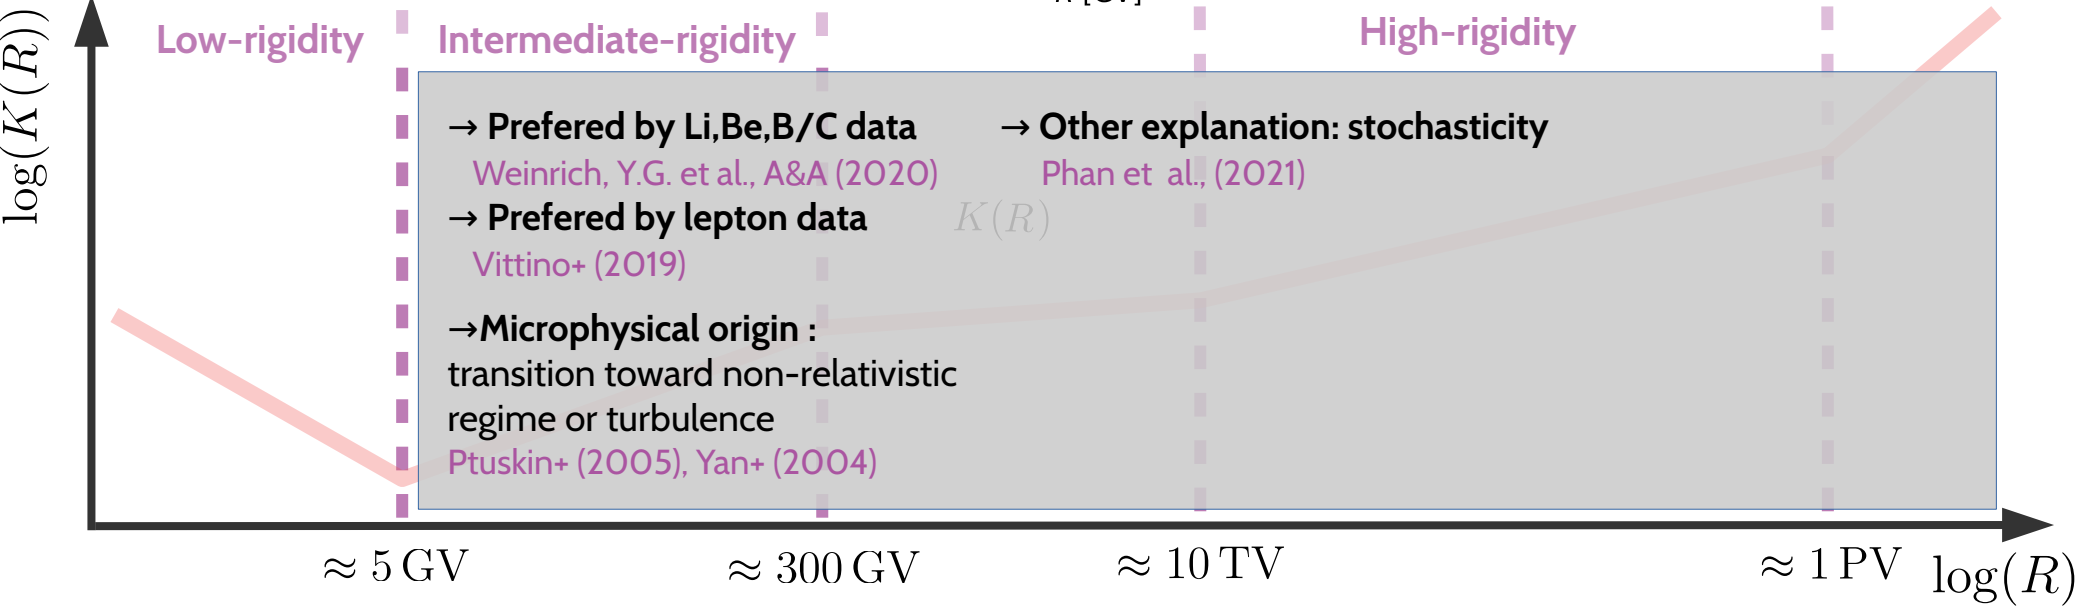 R [GV]
Low-rigidity
Intermediate-rigidity
High-rigidity
log(K(R))
→ Prefered by Li,Be,B/C data
Weinrich, Y.G. et al., A&A (2020)
→ Prefered by lepton data
Vittino+ (2019)
→Microphysical origin :
transition toward non-relativistic
regime or turbulence
Ptuskin+ (2005), Yan+ (2004)
→ Other explanation: stochasticity
Phan et al., (2021)
K(R)
≈ 5 GV
≈ 300 GV
≈ 10 TV
≈ 1 PV
log(R)